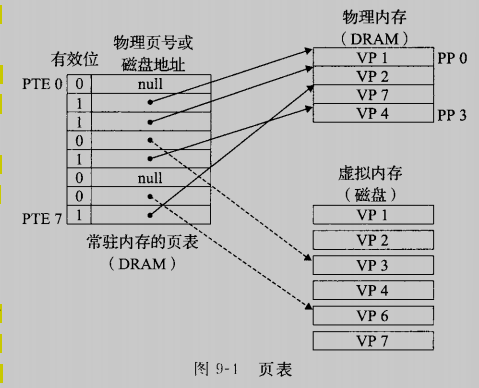 物理内存
（DRAM）
VP 1
PP 0
VP 2
VP 7
VP 4
PP 3
物理页号或
磁盘地址
有效位
PTE 0
0
null
1
1
0
1
0
null
0
PTE 7
1
常驻内存的页表
（DRAM）
虚拟内存
（磁盘）
VP 1
VP 2
VP 3
VP 4
VP 6
VP 7
图 9-1 页表